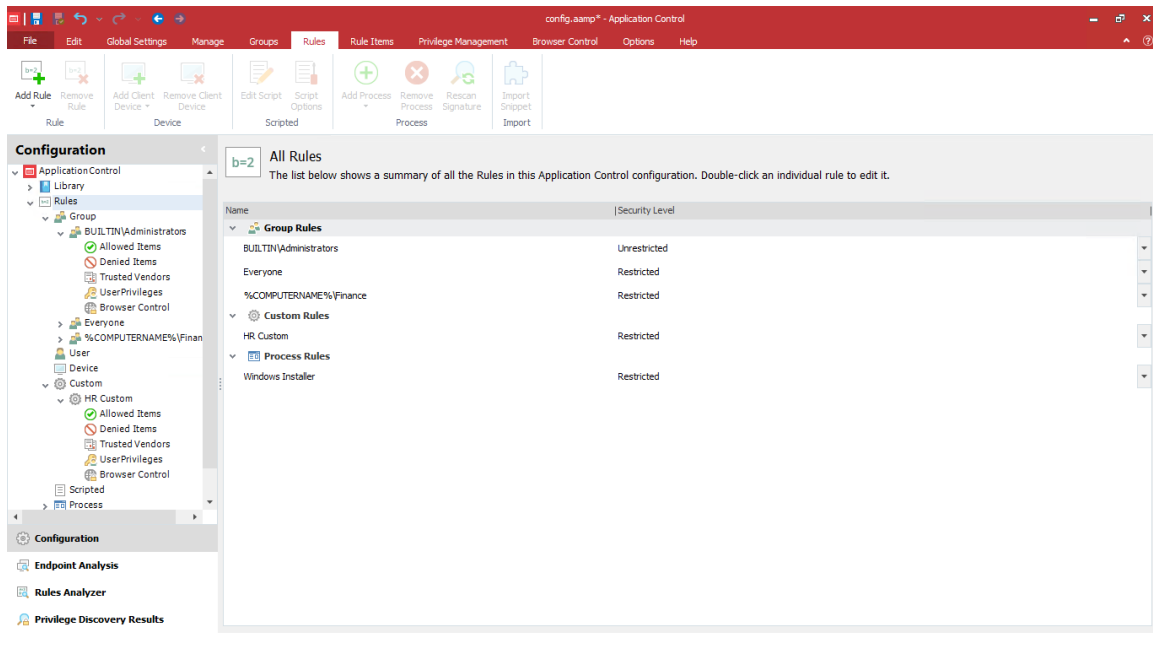 config.aamp* - Application Control
File Edit Global Settings Manage Groups Rules Rule Items Privilege Management Browser Control Options Help
Add Rule
Remove Rule
Add Client Device
Remove Client Device
Edit Script
Script Options
Add Process
Remove Process
Rescan Signature
Import Snippet
Rule Device Scripted Process Import
Configuration
Application Control
Library
Rules
Group
BUILTIN\Administrators
Allowed Items
Denied Items
Trusted Vendors
User Privileges
Browser Control
Everyone
%COMPUTERNAME%\Finan
User
Device
Custom
HR Custom
Allowed Items
Denied Items
Trusted Vendors
User Privileges
Browser Control
Scripted
Process
Configuration
Endpoint Analysis
Rules Analyzer
Privilege Discovery Results
b=2
All Rules
The list below shows a summary of all the Rules in this Application Control configuration. Double-click an individual rule to edit it.
Name Security Level
Group Rules
BUILTIN\Administrators Unrestricted
Everyone Restricted
%COMPUTERNAME%\Finance Restricted
Custom Rules
HR Custom Restricted
Process Rules
Windows Installer Restricted